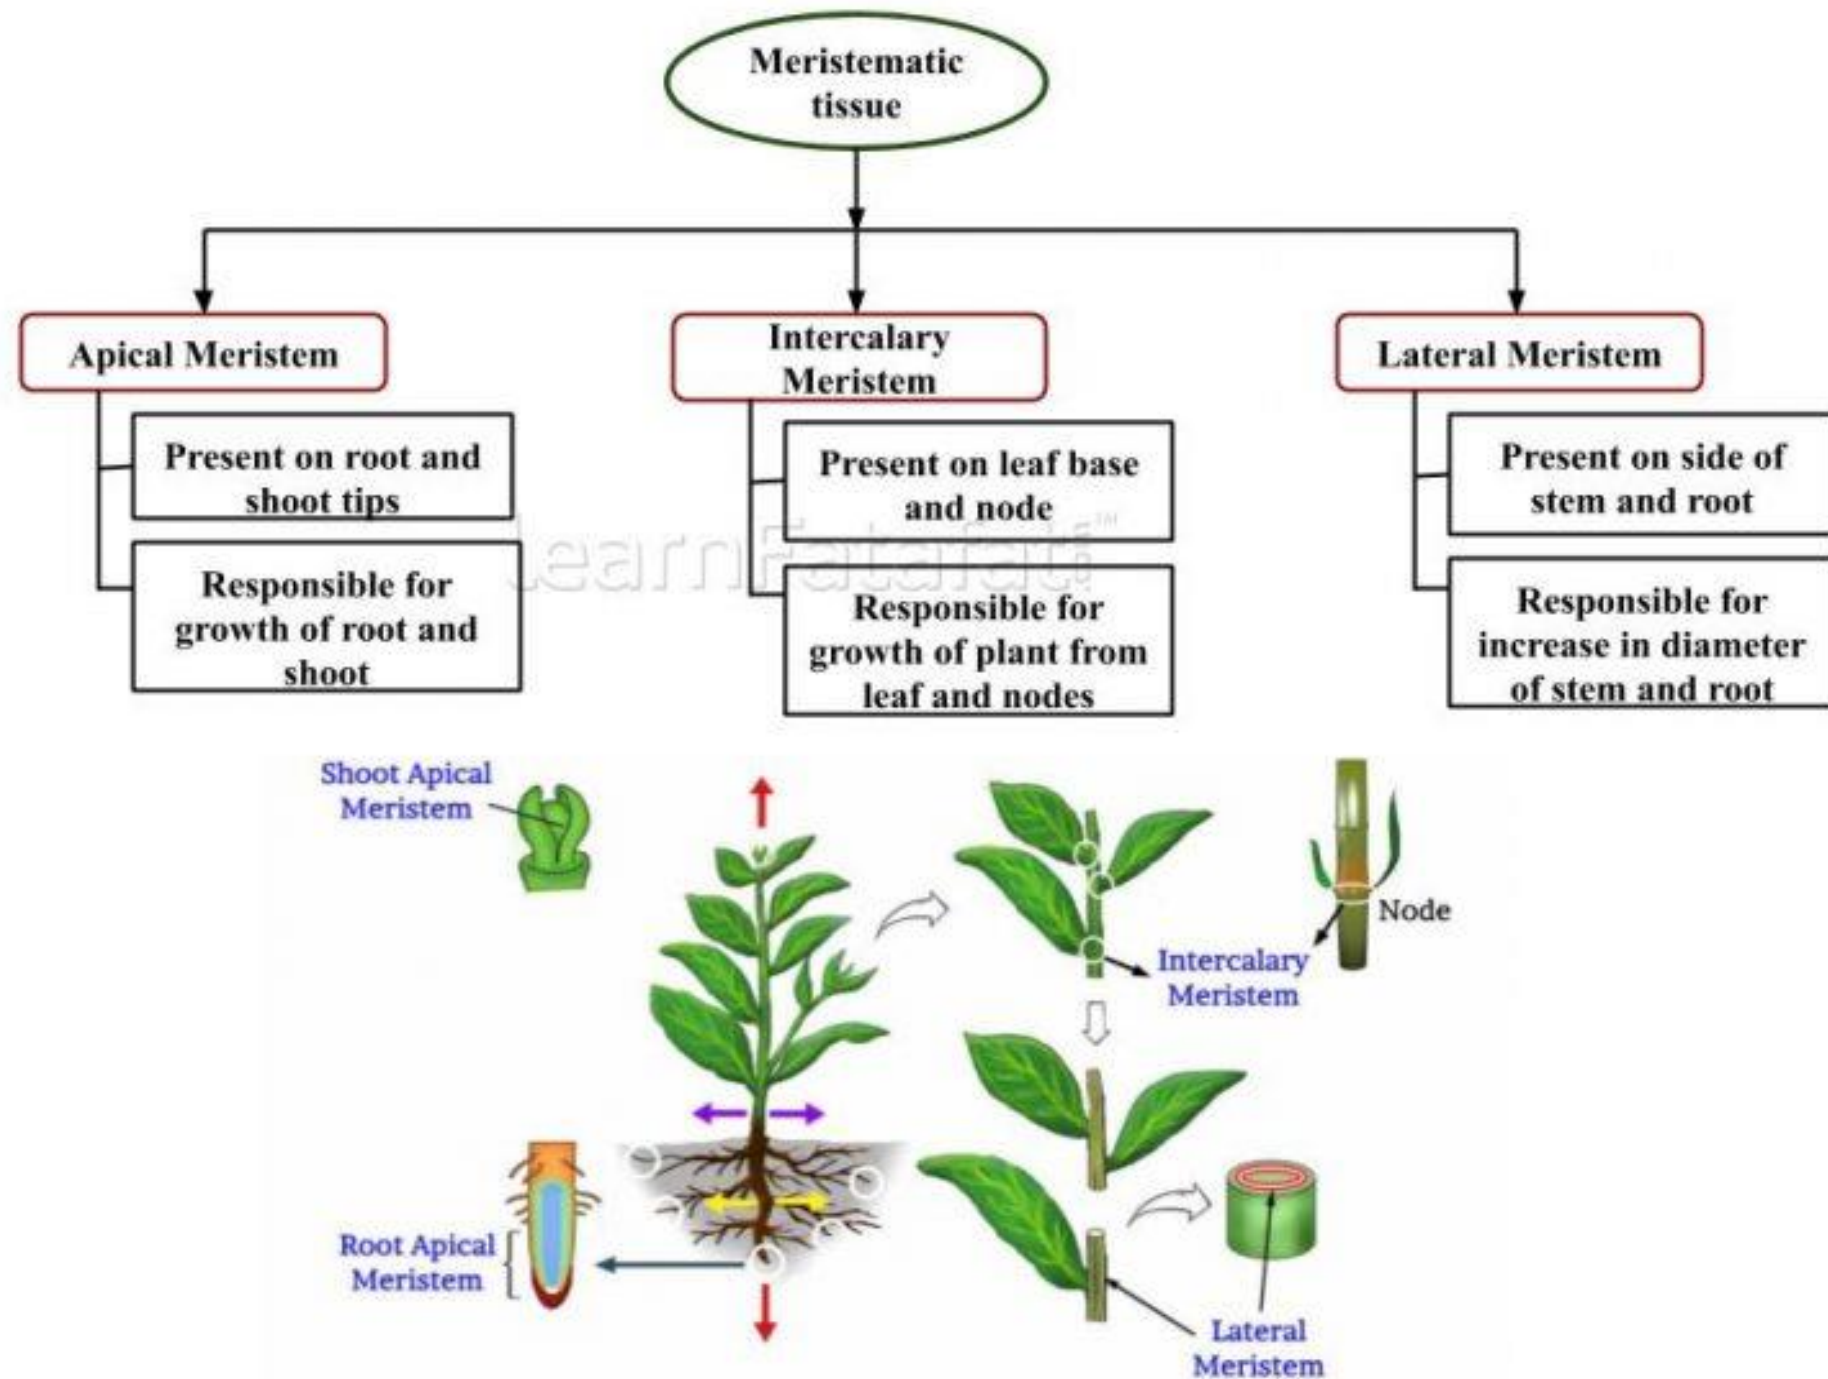 Meristematic
tissue
Apical Meristem
Intercalary
Meristem
Lateral Meristem
Present on root and
shoot tips
Present on leaf base
and node
Present on side of
stem and root
learnFatafat
TM
Responsible for
growth of root and
shoot
Responsible for
growth of plant from
leaf and nodes
Responsible for
increase in diameter
of stem and root
Shoot Apical
Meristem
Node
Intercalary
Meristem
Root Apical
Meristem
Lateral
Meristem